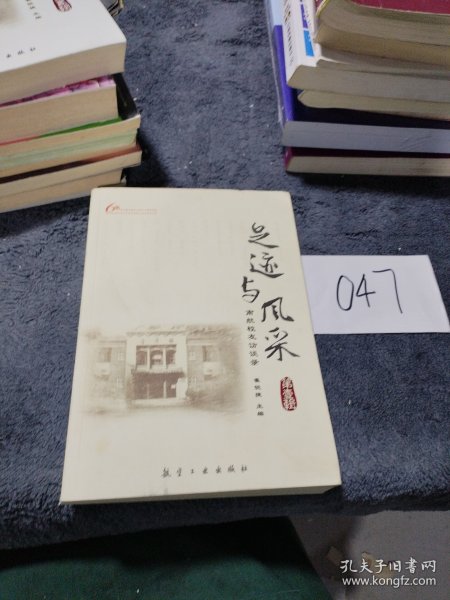 足迹与风采
南航校友访谈录
主编
航空工业出版社
047
孔夫子旧书网
www.kongfz.com